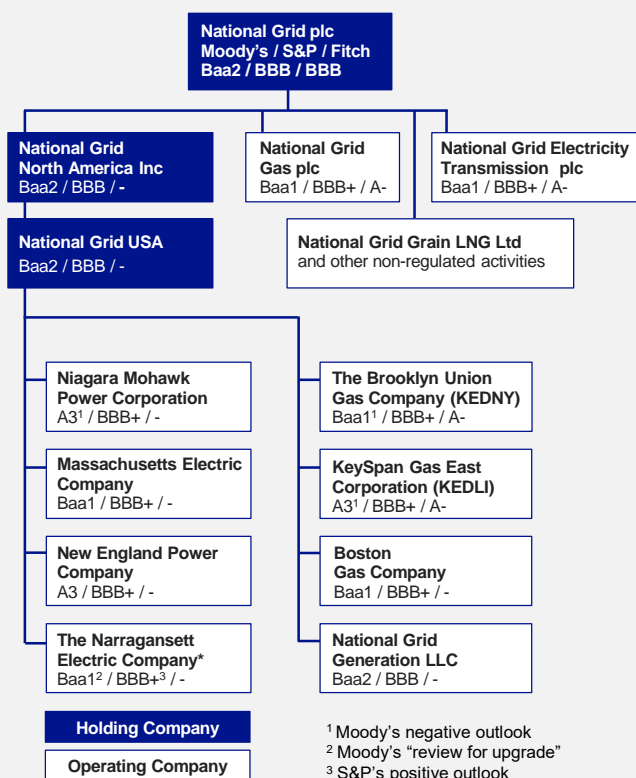 National Grid plc
Moody's / S&P / Fitch
Baa2 / BBB / BBB
National Grid
North America Inc
Baa2 / BBB / -
National Grid
Gas plc
Baa1 / BBB+ / A-
National Grid Electricity
Transmission plc
Baa1 / BBB+ / A-
National Grid USA
Baa2 / BBB / -
National Grid Grain LNG Ltd
and other non-regulated activities
Niagara Mohawk
Power Corporation
A3¹ / BBB+ / -
The Brooklyn Union
Gas Company (KEDNY)
Baa1¹ / BBB+ / A-
Massachusetts Electric
Company
Baa1 / BBB+ / -
KeySpan Gas East
Corporation (KEDLI)
A3¹ / BBB+ / A-
New England Power
Company
A3 / BBB+ / -
Boston
Gas Company
Baa1 / BBB+ / -
The Narragansett
Electric Company*
Baa1² / BBB+³ / -
National Grid
Generation LLC
Baa2 / BBB / -
Holding Company
Operating Company
¹ Moody's negative outlook
² Moody's “review for upgrade”
³ S&P's positive outlook